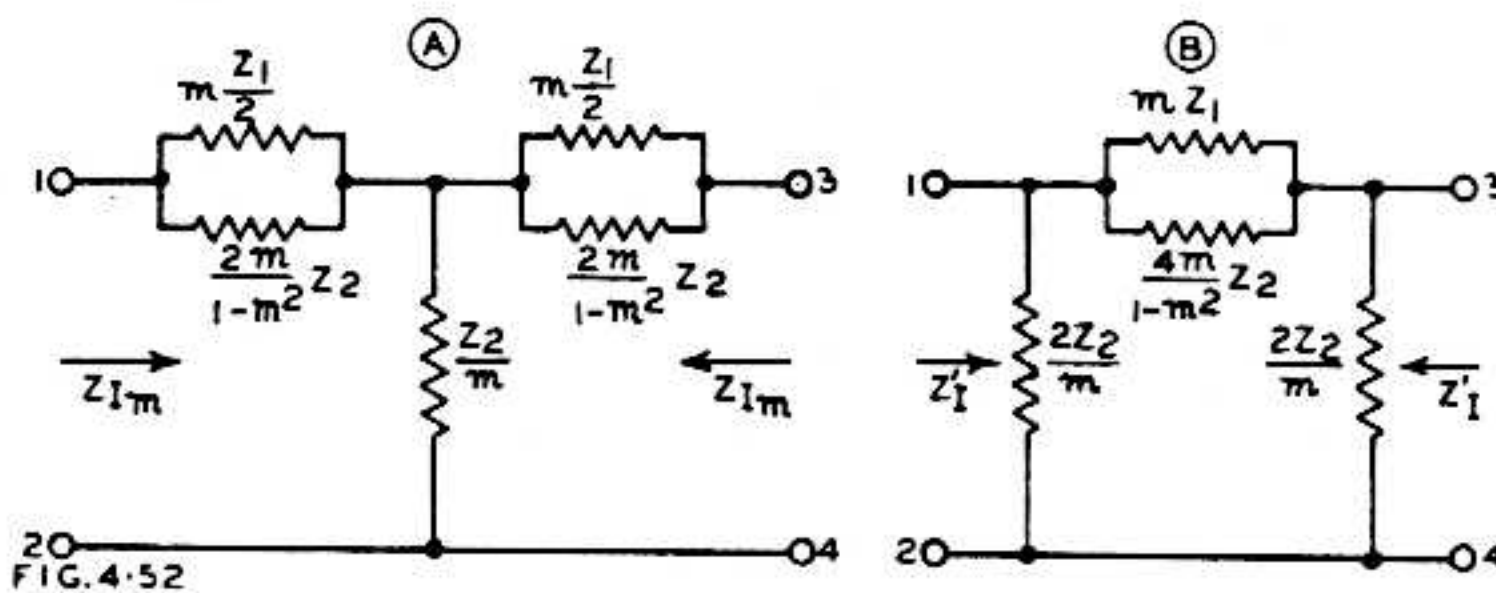 A
m Z1/2
m Z1/2
1
3
2m/1-m² Z2
2m/1-m² Z2
Z2/m
ZIm
ZIm
2
4
FIG. 4·52
B
m Z1
1
3
4m/1-m² Z2
2Z2/m
2Z2/m
Z'I
Z'I
2
4